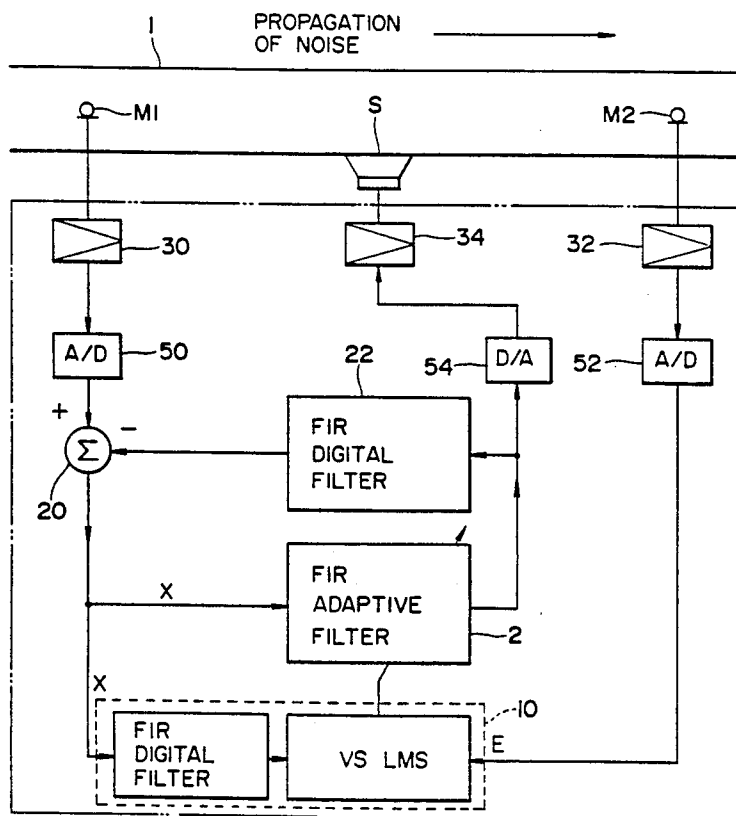 1
PROPAGATION
OF NOISE
M1
S
M2
30
34
32
A/D
50
D/A
54
A/D
52
+
−
Σ
20
22
FIR
DIGITAL
FILTER
X
FIR
ADAPTIVE
FILTER
2
X
10
FIR
DIGITAL
FILTER
VS LMS
E